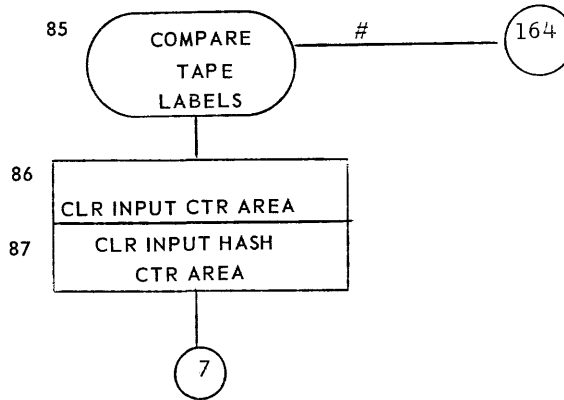 85
COMPARE
TAPE
LABELS
#
164
86
CLR INPUT CTR AREA
87
CLR INPUT HASH
CTR AREA
7